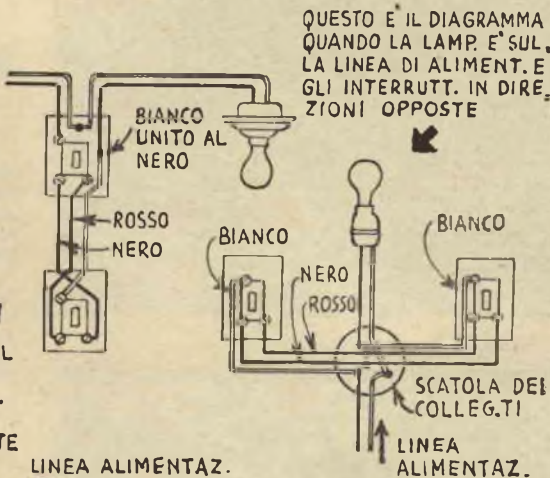 QUESTO E' IL DIAGRAMMA
QUANDO LA LAMP. E' SUL=
LA LINEA DI ALIMENT. E
GLI INTERRUTT. IN DIRE=
ZIONI OPPOSTE
BIANCO
UNITO AL
NERO
ROSSO
NERO
BIANCO
NERO
ROSSO
BIANCO
SCATOLA DEI
COLLEG.TI
LINEA
ALIMENTAZ.
LINEA ALIMENTAZ.